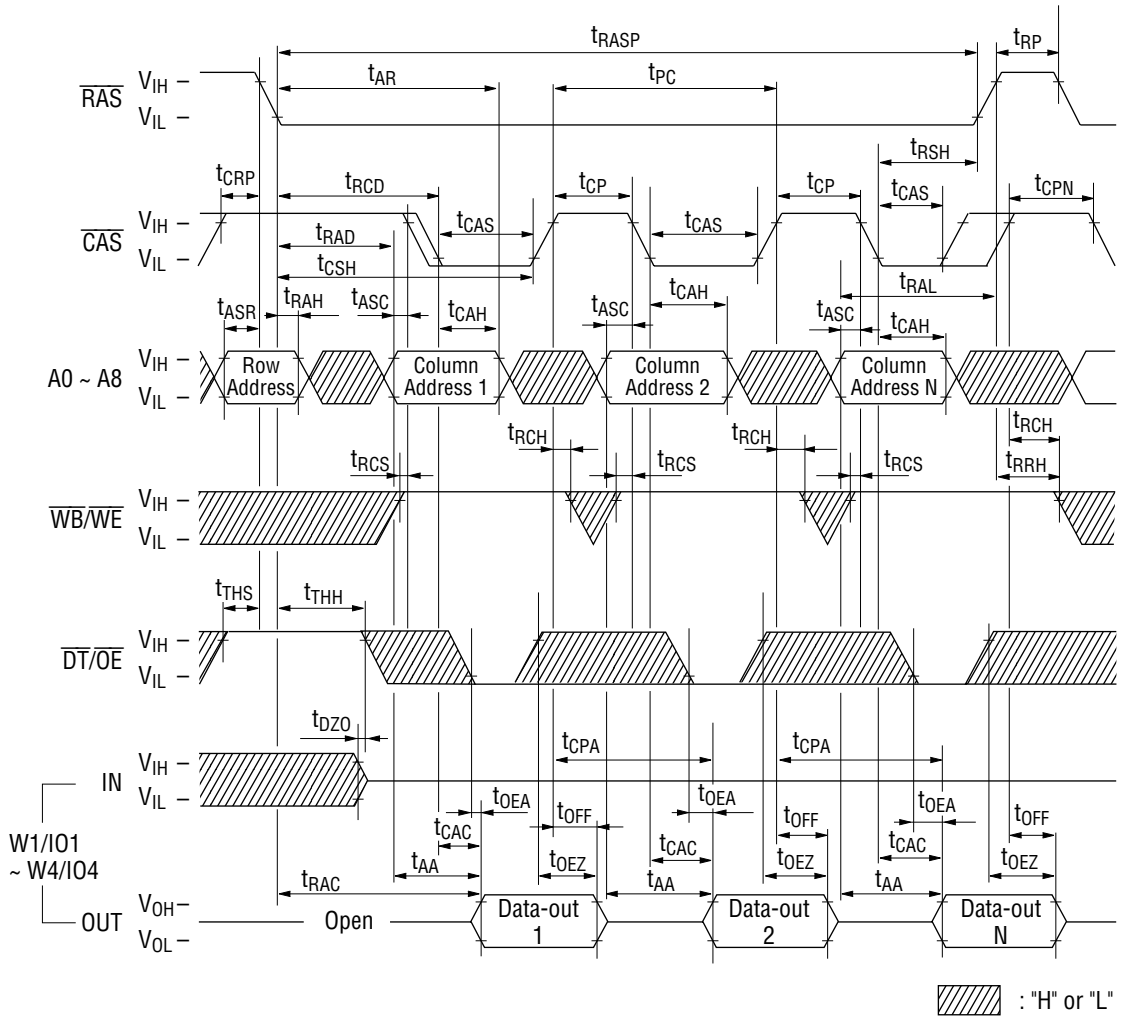 tRASP
tRP
tAR
tPC
RAS
VIH
VIL
tRSH
tCRP
tRCD
tCP
tCP
tCAS
tCPN
CAS
VIH
VIL
tCAS
tCAS
tRAD
tCSH
tRAL
tASR
tRAH
tASC
tCAH
tASC
tCAH
tASC
tCAH
A0 ~ A8
VIH
VIL
Row
Address
Column
Address 1
Column
Address 2
Column
Address N
tRCH
tRCH
tRCH
tRCS
tRCS
tRCS
tRRH
WB/WE
VIH
VIL
tTHS
tTHH
DT/OE
VIH
VIL
tDZO
tCPA
tCPA
IN
VIH
VIL
tOEA
tOEA
tOEA
tOFF
tOFF
tOFF
W1/IO1
~ W4/IO4
tCAC
tCAC
tCAC
tAA
tOEZ
tAA
tOEZ
tAA
tOEZ
tRAC
OUT
VOH
VOL
Open
Data-out
1
Data-out
2
Data-out
N
: "H" or "L"